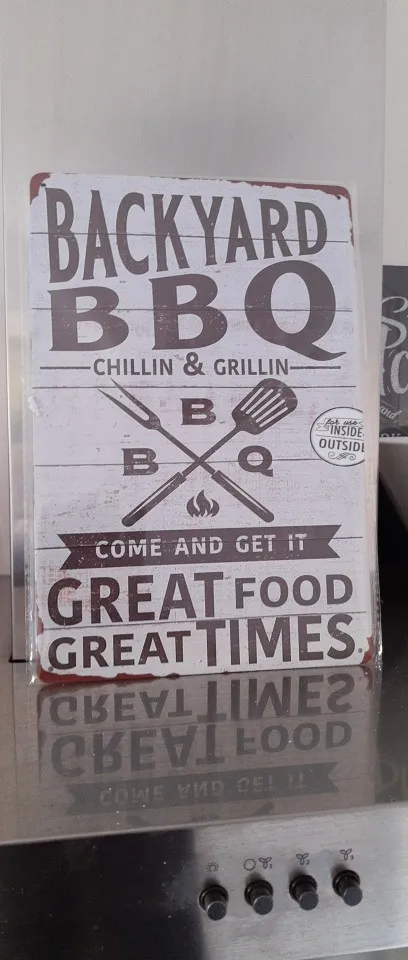 BACKYARD
BBQ
CHILLIN & GRILLIN
B
B Q
for use
INSIDE
OUTSIDE
COME AND GET IT
GREAT FOOD
GREAT TIMES.